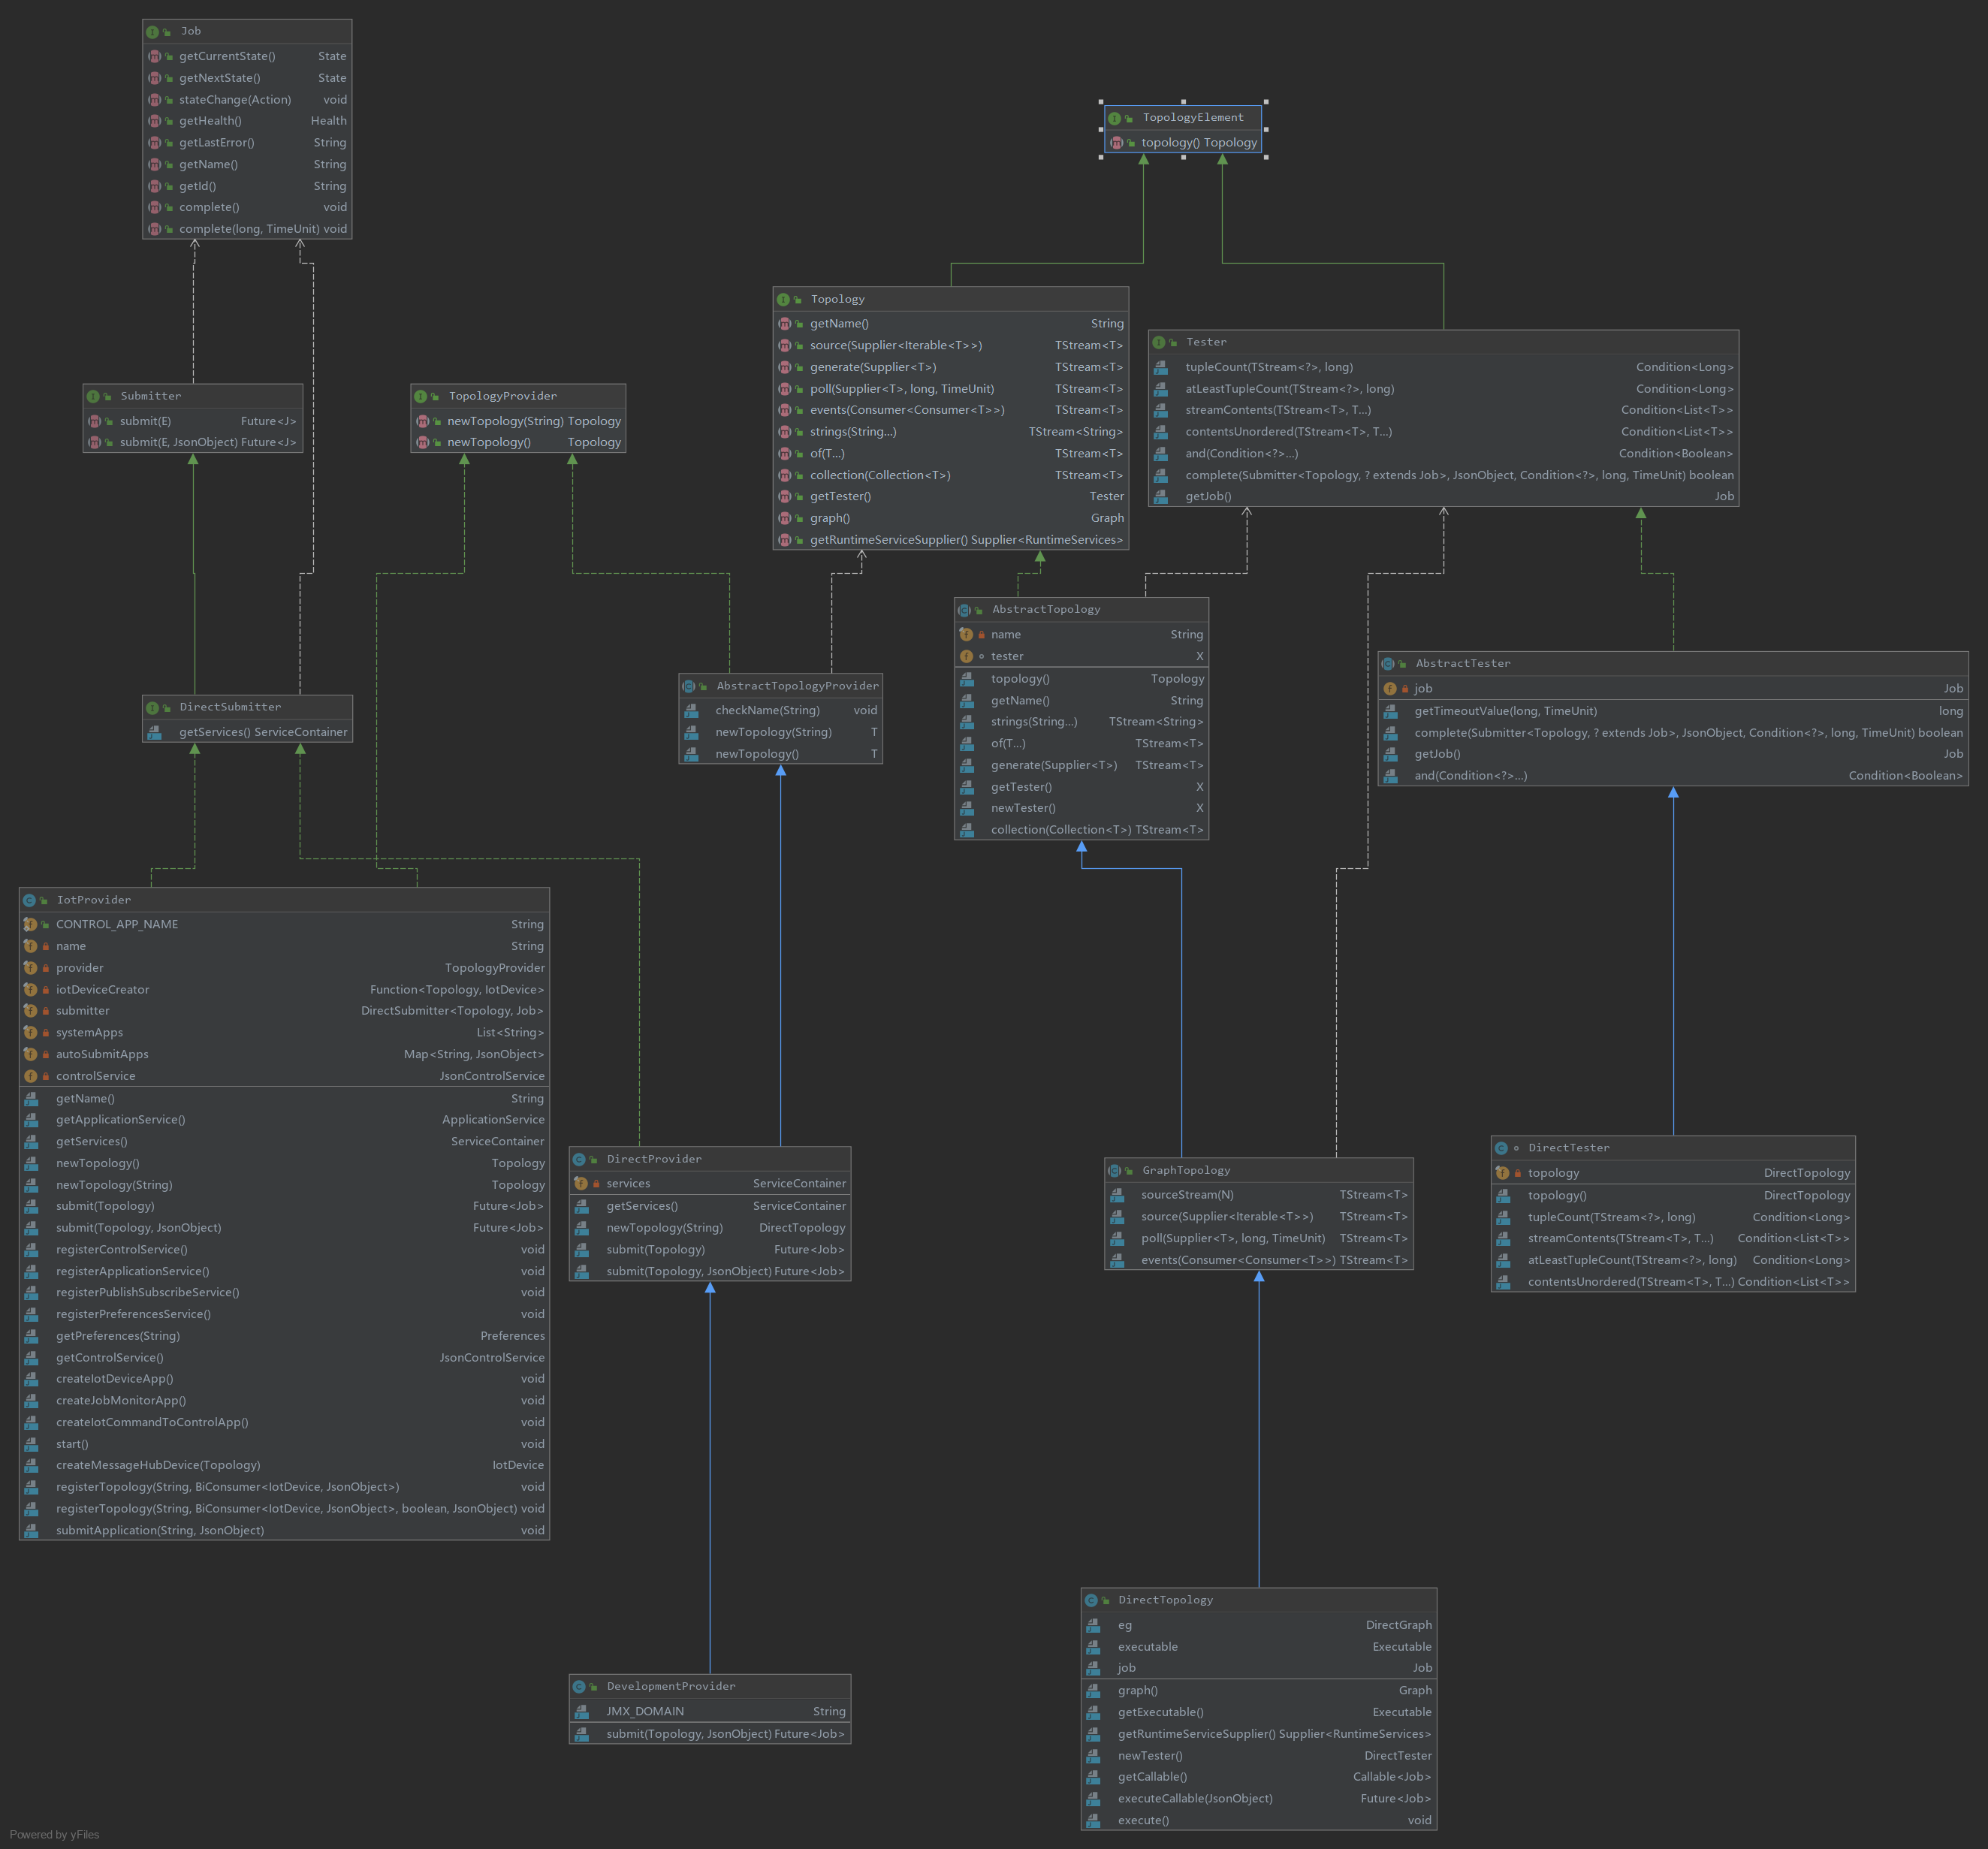 Job
getCurrentState() State
getNextState() State
stateChange(Action) void
getHealth() Health
getLastError() String
getName() String
getId() String
complete() void
complete(long, TimeUnit) void
TopologyElement
topology() Topology
Topology
getName() String
source(Supplier<Iterable<T>>) TStream<T>
generate(Supplier<T>) TStream<T>
poll(Supplier<T>, long, TimeUnit) TStream<T>
events(Consumer<Consumer<T>>) TStream<T>
strings(String...) TStream<String>
of(T...) TStream<T>
collection(Collection<T>) TStream<T>
getTester() Tester
graph() Graph
getRuntimeServiceSupplier() Supplier<RuntimeServices>
Tester
tupleCount(TStream<?>, long) Condition<Long>
atLeastTupleCount(TStream<?>, long) Condition<Long>
streamContents(TStream<T>, T...) Condition<List<T>>
contentsUnordered(TStream<T>, T...) Condition<List<T>>
and(Condition<?>...) Condition<Boolean>
complete(Submitter<Topology, ? extends Job>, JsonObject, Condition<?>, long, TimeUnit) boolean
getJob() Job
Submitter
submit(E) Future<J>
submit(E, JsonObject) Future<J>
TopologyProvider
newTopology(String) Topology
newTopology() Topology
AbstractTopology
name String
tester X
topology() Topology
getName() String
strings(String...) TStream<String>
of(T...) TStream<T>
generate(Supplier<T>) TStream<T>
getTester() X
newTester() X
collection(Collection<T>) TStream<T>
AbstractTester
job Job
getTimeoutValue(long, TimeUnit) long
complete(Submitter<Topology, ? extends Job>, JsonObject, Condition<?>, long, TimeUnit) boolean
getJob() Job
and(Condition<?>...) Condition<Boolean>
DirectSubmitter
getServices() ServiceContainer
AbstractTopologyProvider
checkName(String) void
newTopology(String) T
newTopology() T
IotProvider
CONTROL_APP_NAME String
name String
provider TopologyProvider
iotDeviceCreator Function<Topology, IotDevice>
submitter DirectSubmitter<Topology, Job>
systemApps List<String>
autoSubmitApps Map<String, JsonObject>
controlService JsonControlService
getName() String
getApplicationService() ApplicationService
getServices() ServiceContainer
newTopology() Topology
newTopology(String) Topology
submit(Topology) Future<Job>
submit(Topology, JsonObject) Future<Job>
registerControlService() void
registerApplicationService() void
registerPublishSubscribeService() void
registerPreferencesService() void
getPreferences(String) Preferences
getControlService() JsonControlService
createIotDeviceApp() void
createJobMonitorApp() void
createIotCommandToControlApp() void
start() void
createMessageHubDevice(Topology) IotDevice
registerTopology(String, BiConsumer<IotDevice, JsonObject>) void
registerTopology(String, BiConsumer<IotDevice, JsonObject>, boolean, JsonObject) void
submitApplication(String, JsonObject) void
DirectProvider
services ServiceContainer
getServices() ServiceContainer
newTopology(String) DirectTopology
submit(Topology) Future<Job>
submit(Topology, JsonObject) Future<Job>
GraphTopology
sourceStream(N) TStream<T>
source(Supplier<Iterable<T>>) TStream<T>
poll(Supplier<T>, long, TimeUnit) TStream<T>
events(Consumer<Consumer<T>>) TStream<T>
DirectTester
topology DirectTopology
topology() DirectTopology
tupleCount(TStream<?>, long) Condition<Long>
streamContents(TStream<T>, T...) Condition<List<T>>
atLeastTupleCount(TStream<?>, long) Condition<Long>
contentsUnordered(TStream<T>, T...) Condition<List<T>>
DevelopmentProvider
JMX_DOMAIN String
submit(Topology, JsonObject) Future<Job>
DirectTopology
eg DirectGraph
executable Executable
job Job
graph() Graph
getExecutable() Executable
getRuntimeServiceSupplier() Supplier<RuntimeServices>
newTester() DirectTester
getCallable() Callable<Job>
executeCallable(JsonObject) Future<Job>
execute() void
Powered by yFiles